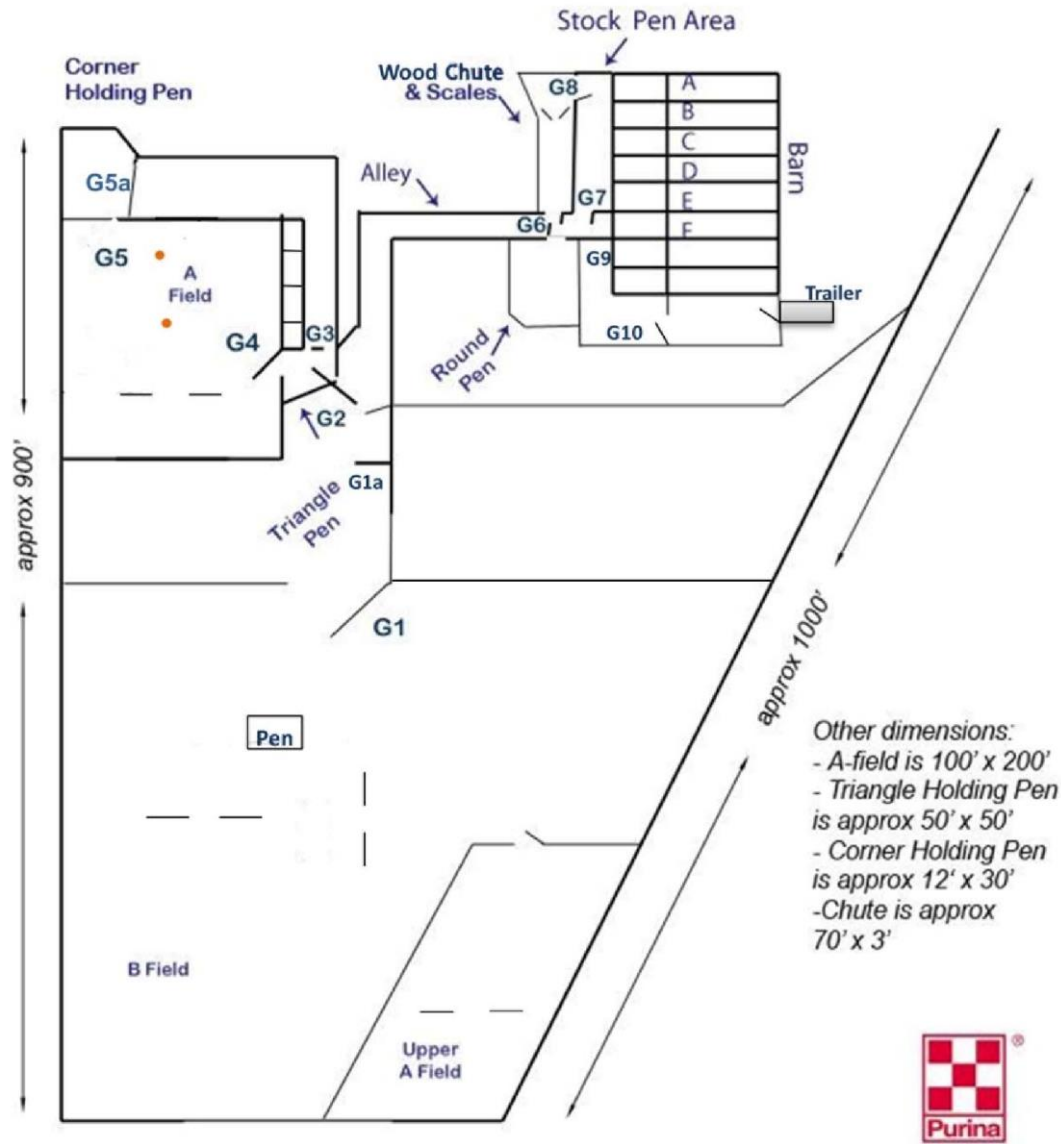 Stock Pen Area
Corner
Holding Pen
Wood Chute
& Scales
G8
A
B
C
D
E
F
Barn
Alley
G5a
G7
G6
G5
A
Field
G9
Trailer
G4
G3
G10
Round
Pen
G2
approx 900'
G1a
Triangle
Pen
G1
approx 1000'
Pen
Other dimensions:
- A-field is 100' x 200'
- Triangle Holding Pen
is approx 50' x 50'
- Corner Holding Pen
is approx 12' x 30'
-Chute is approx
70' x 3'
B Field
Upper
A Field
Purina
®